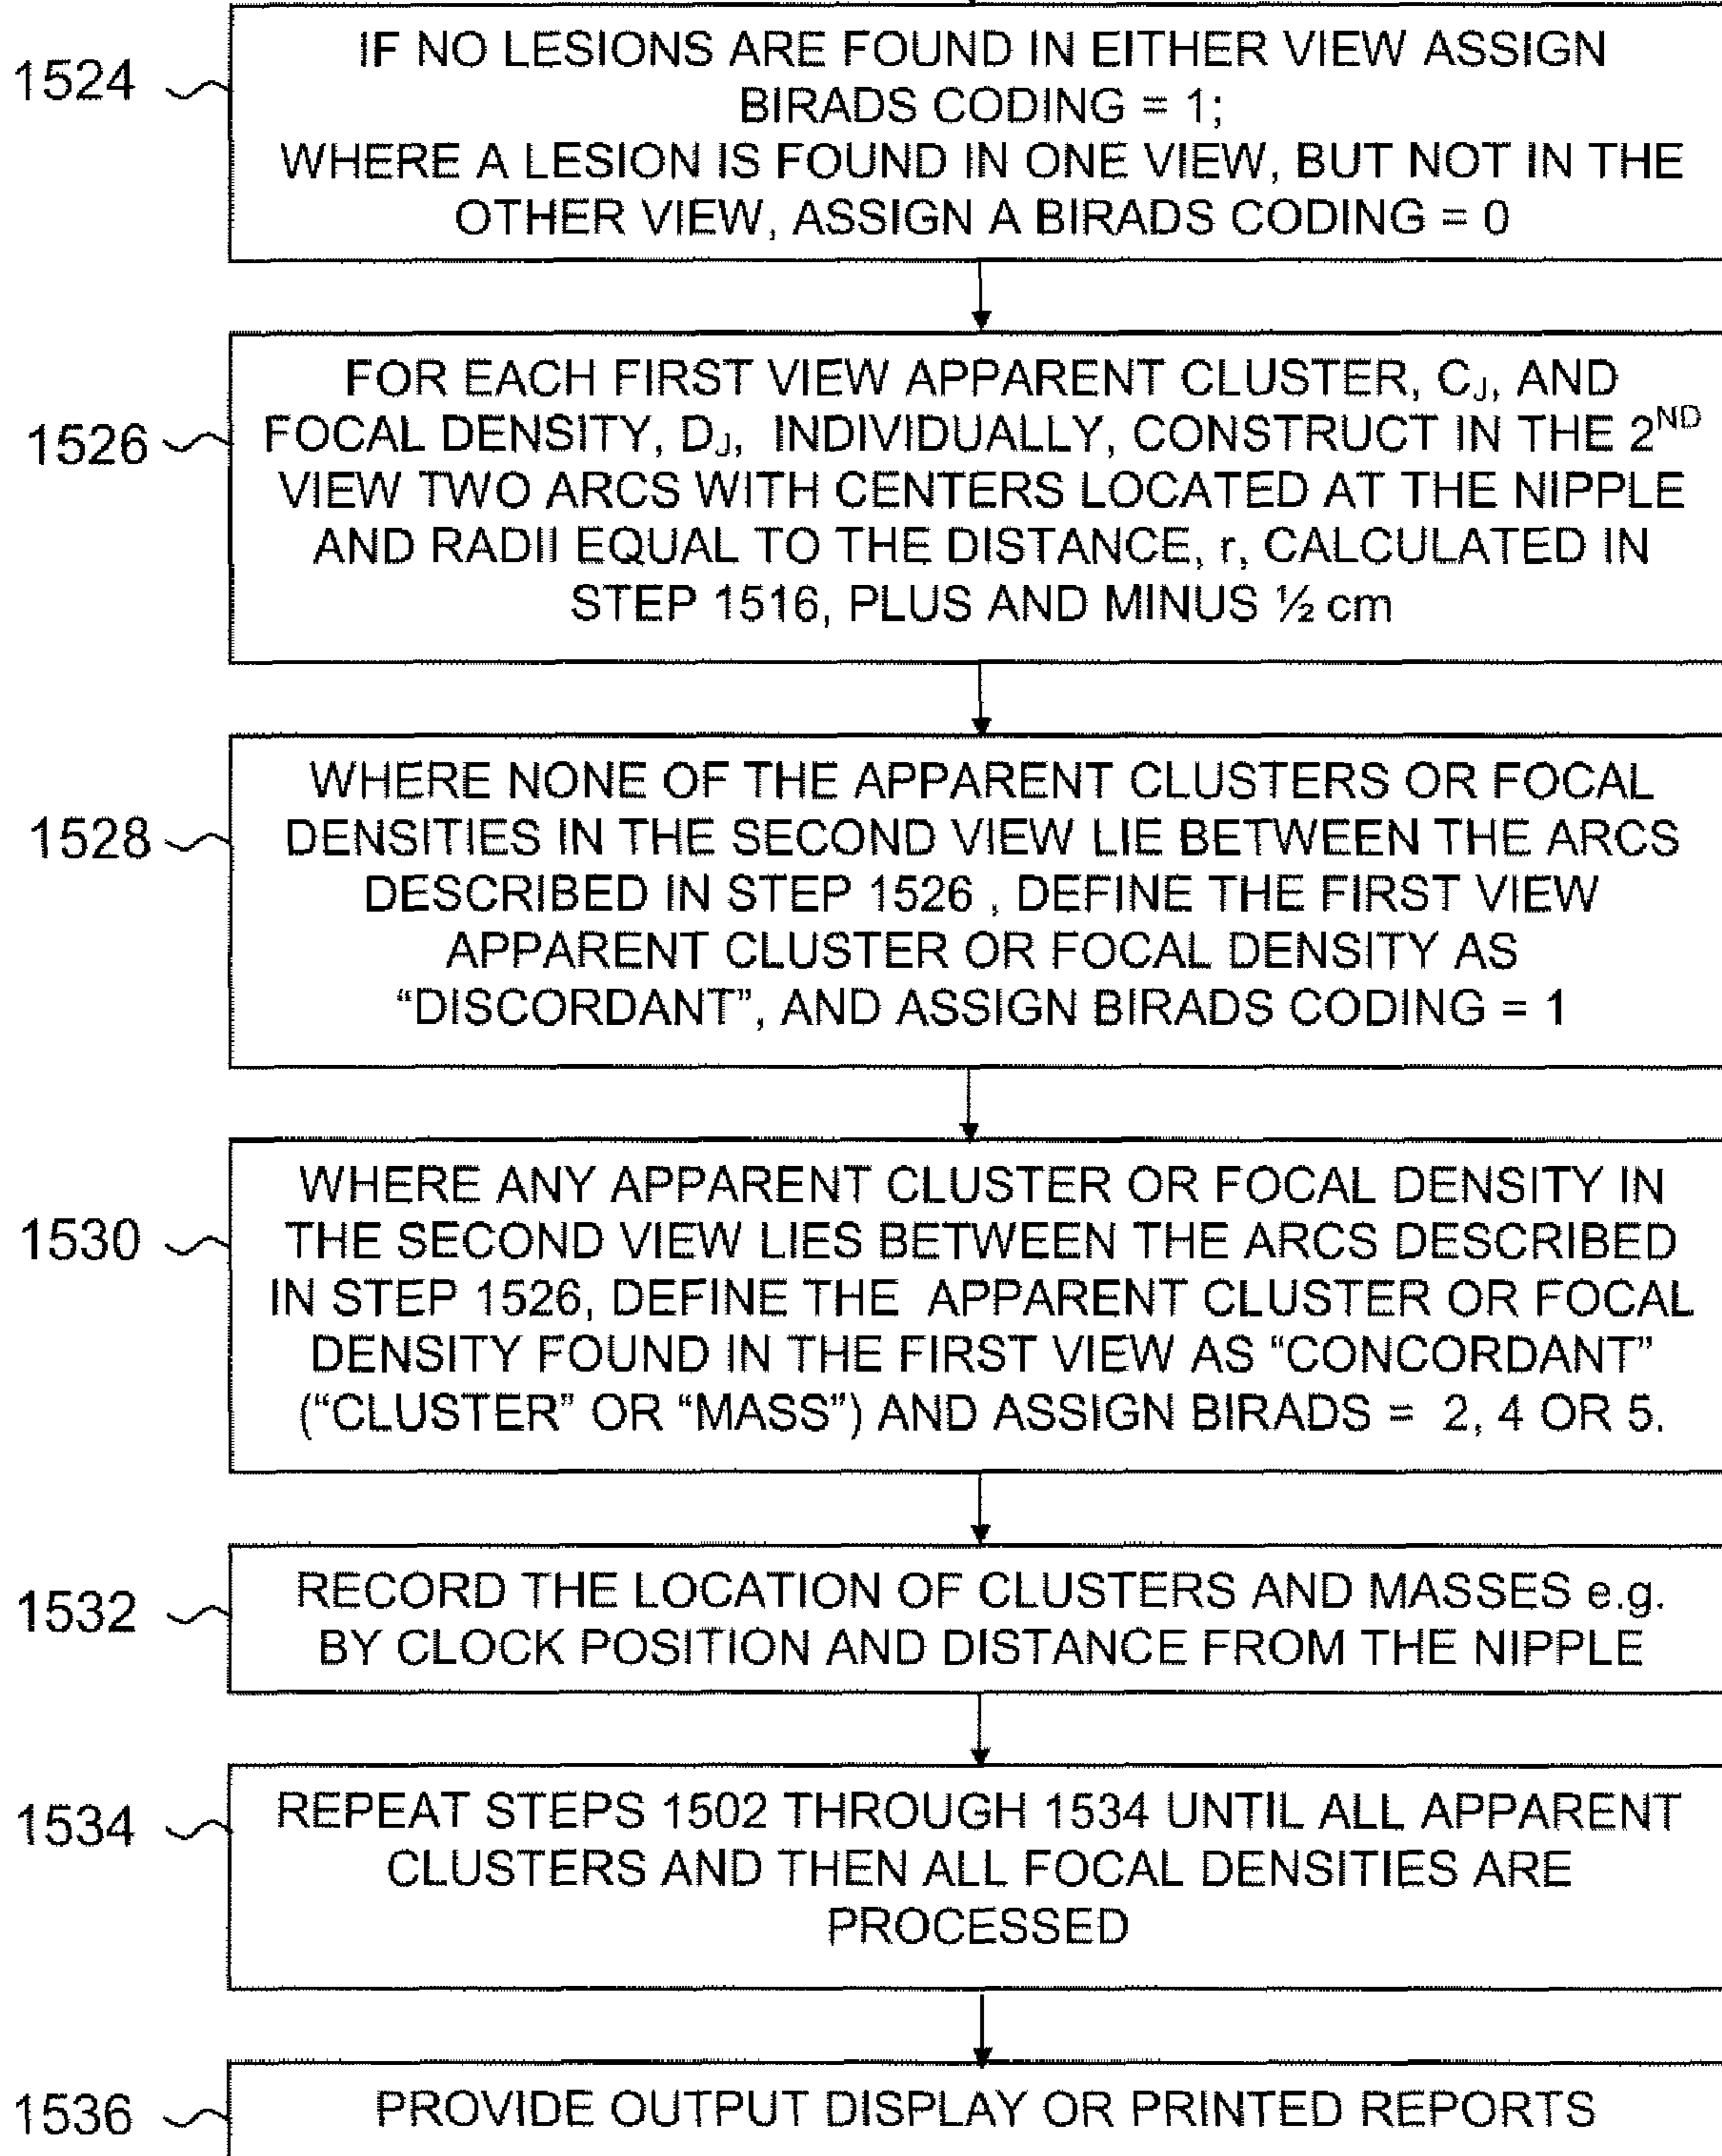 1524
IF NO LESIONS ARE FOUND IN EITHER VIEW ASSIGN
BIRADS CODING = 1;
WHERE A LESION IS FOUND IN ONE VIEW, BUT NOT IN THE
OTHER VIEW, ASSIGN A BIRADS CODING = 0
1526
FOR EACH FIRST VIEW APPARENT CLUSTER, CJ, AND
FOCAL DENSITY, DJ, INDIVIDUALLY, CONSTRUCT IN THE 2ND
VIEW TWO ARCS WITH CENTERS LOCATED AT THE NIPPLE
AND RADII EQUAL TO THE DISTANCE, r, CALCULATED IN
STEP 1516, PLUS AND MINUS ½ cm
1528
WHERE NONE OF THE APPARENT CLUSTERS OR FOCAL
DENSITIES IN THE SECOND VIEW LIE BETWEEN THE ARCS
DESCRIBED IN STEP 1526 , DEFINE THE FIRST VIEW
APPARENT CLUSTER OR FOCAL DENSITY AS
“DISCORDANT”, AND ASSIGN BIRADS CODING = 1
1530
WHERE ANY APPARENT CLUSTER OR FOCAL DENSITY IN
THE SECOND VIEW LIES BETWEEN THE ARCS DESCRIBED
IN STEP 1526, DEFINE THE APPARENT CLUSTER OR FOCAL
DENSITY FOUND IN THE FIRST VIEW AS “CONCORDANT”
(“CLUSTER” OR “MASS”) AND ASSIGN BIRADS = 2, 4 OR 5.
1532
RECORD THE LOCATION OF CLUSTERS AND MASSES e.g.
BY CLOCK POSITION AND DISTANCE FROM THE NIPPLE
1534
REPEAT STEPS 1502 THROUGH 1534 UNTIL ALL APPARENT
CLUSTERS AND THEN ALL FOCAL DENSITIES ARE
PROCESSED
1536
PROVIDE OUTPUT DISPLAY OR PRINTED REPORTS